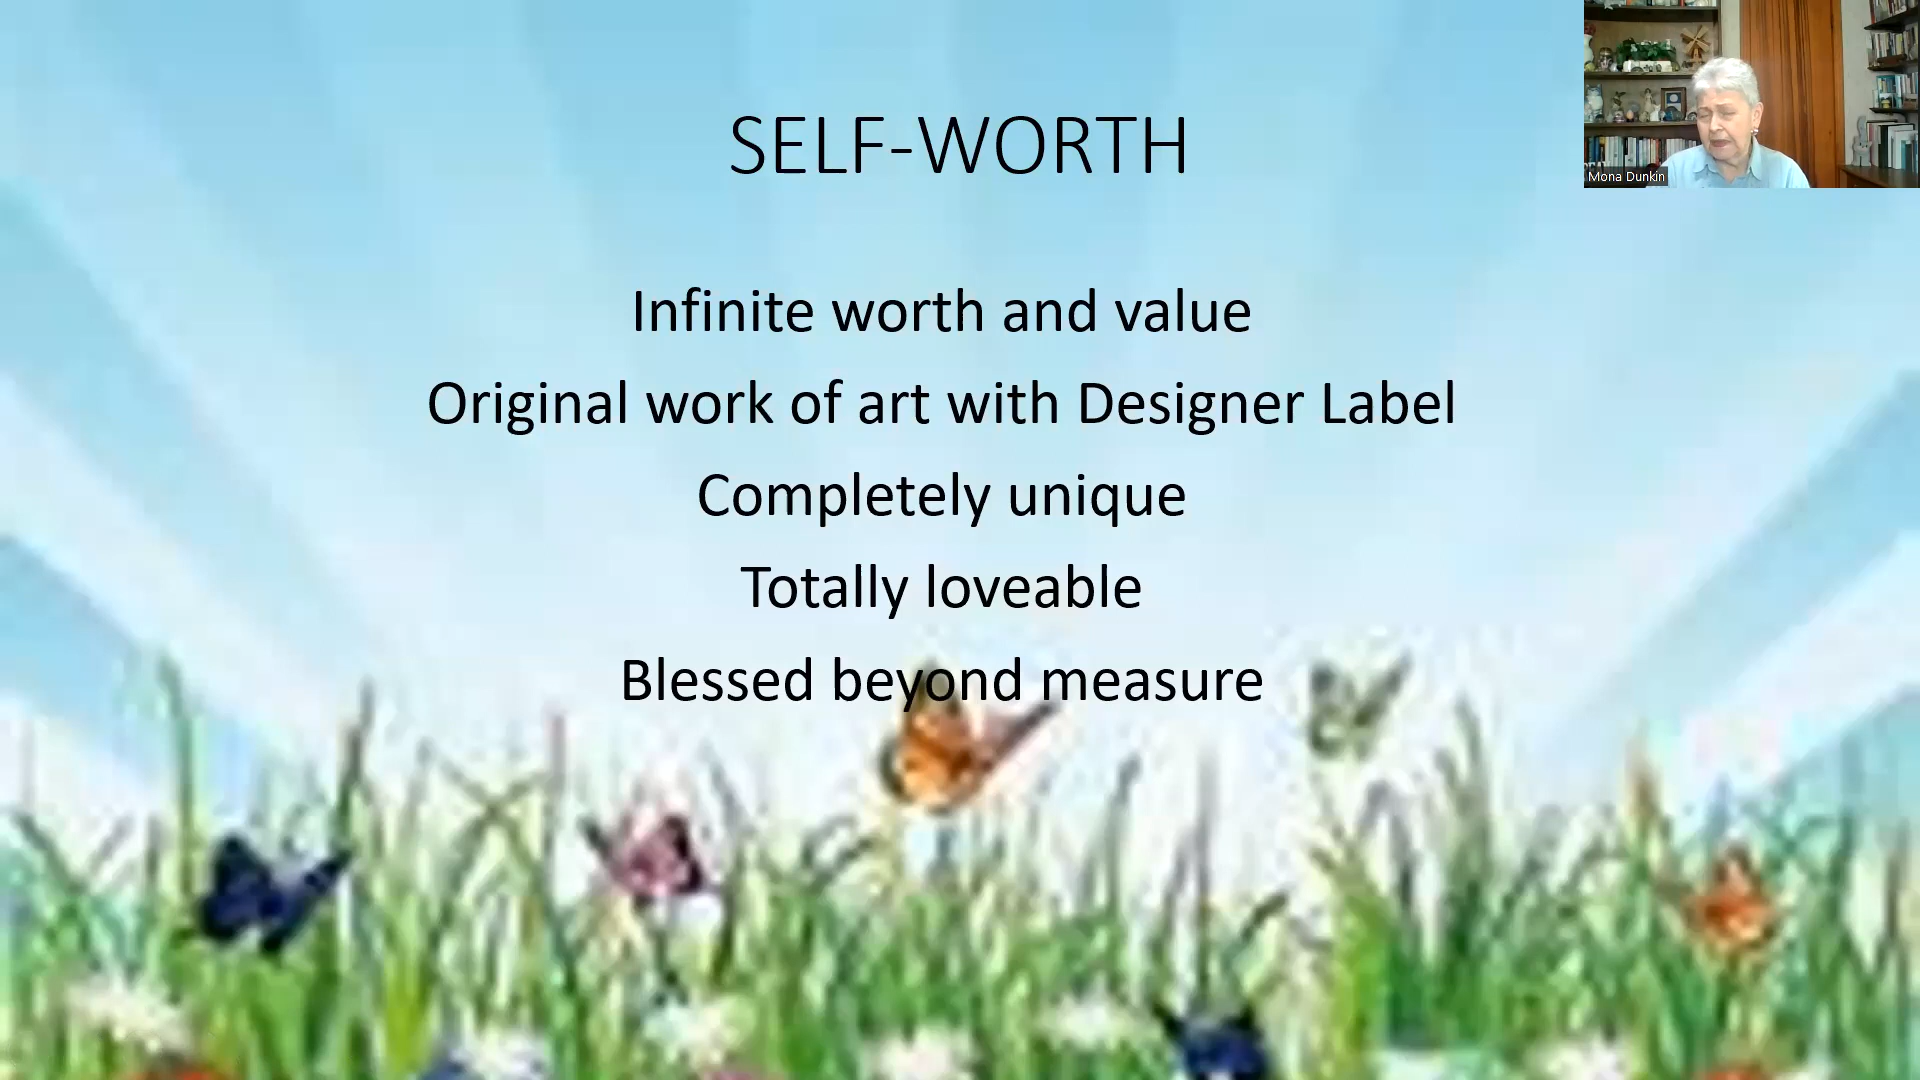 SELF-WORTH
Mona Dunkin
Infinite worth and value
Original work of art with Designer Label
Completely unique
Totally loveable
Blessed beyond measure